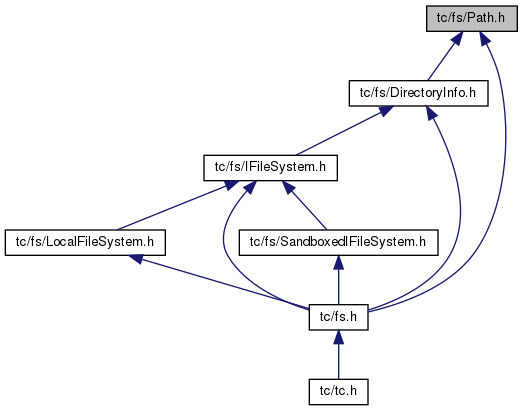 tc/fs/Path.h
tc/fs/DirectoryInfo.h
tc/fs/IFileSystem.h
tc/fs/LocalFileSystem.h
tc/fs/SandboxedIFileSystem.h
tc/fs.h
tc/tc.h